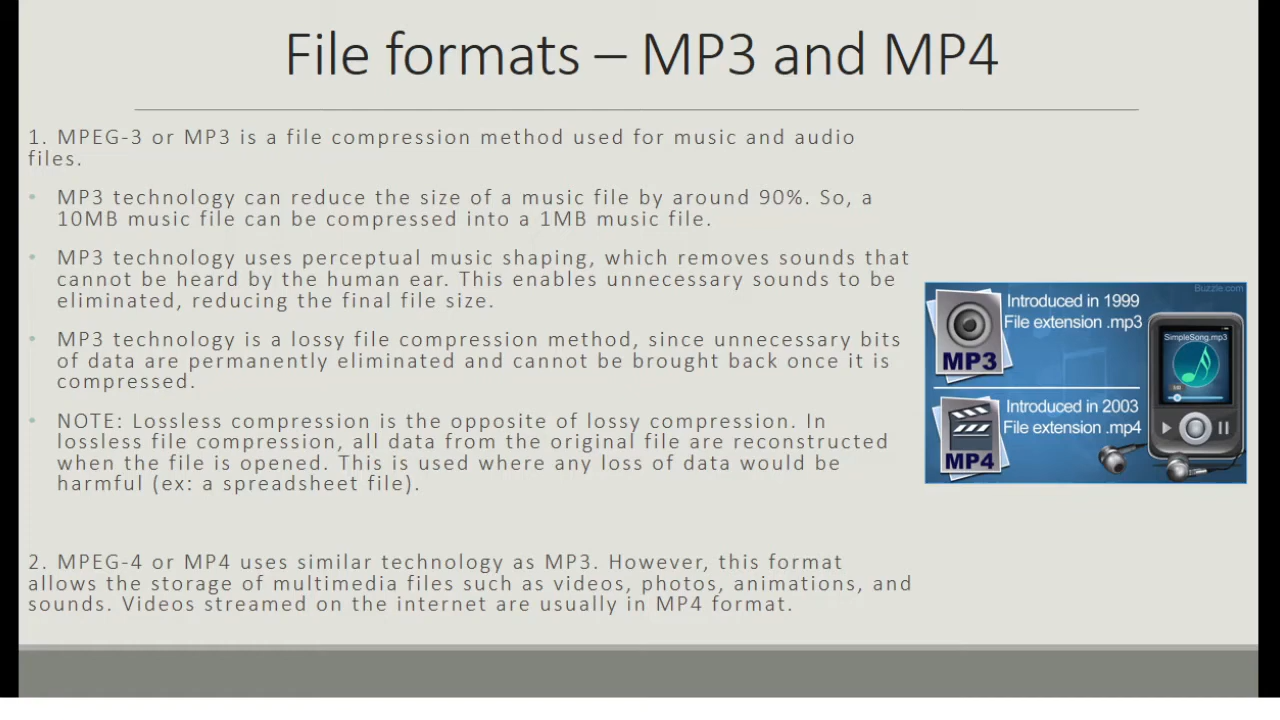 File formats – MP3 and MP4
1. MPEG-3 or MP3 is a file compression method used for music and audio
files.
• MP3 technology can reduce the size of a music file by around 90%. So, a
10MB music file can be compressed into a 1MB music file.
• MP3 technology uses perceptual music shaping, which removes sounds that
cannot be heard by the human ear. This enables unnecessary sounds to be
eliminated, reducing the final file size.
• MP3 technology is a lossy file compression method, since unnecessary bits
of data are permanently eliminated and cannot be brought back once it is
compressed.
• NOTE: Lossless compression is the opposite of lossy compression. In
lossless file compression, all data from the original file are reconstructed
when the file is opened. This is used where any loss of data would be
harmful (ex: a spreadsheet file).
2. MPEG-4 or MP4 uses similar technology as MP3. However, this format
allows the storage of multimedia files such as videos, photos, animations, and
sounds. Videos streamed on the internet are usually in MP4 format.
Buzzle.com
Introduced in 1999
File extension .mp3
MP3
SimpleSong.mp3
Introduced in 2003
File extension .mp4
MP4